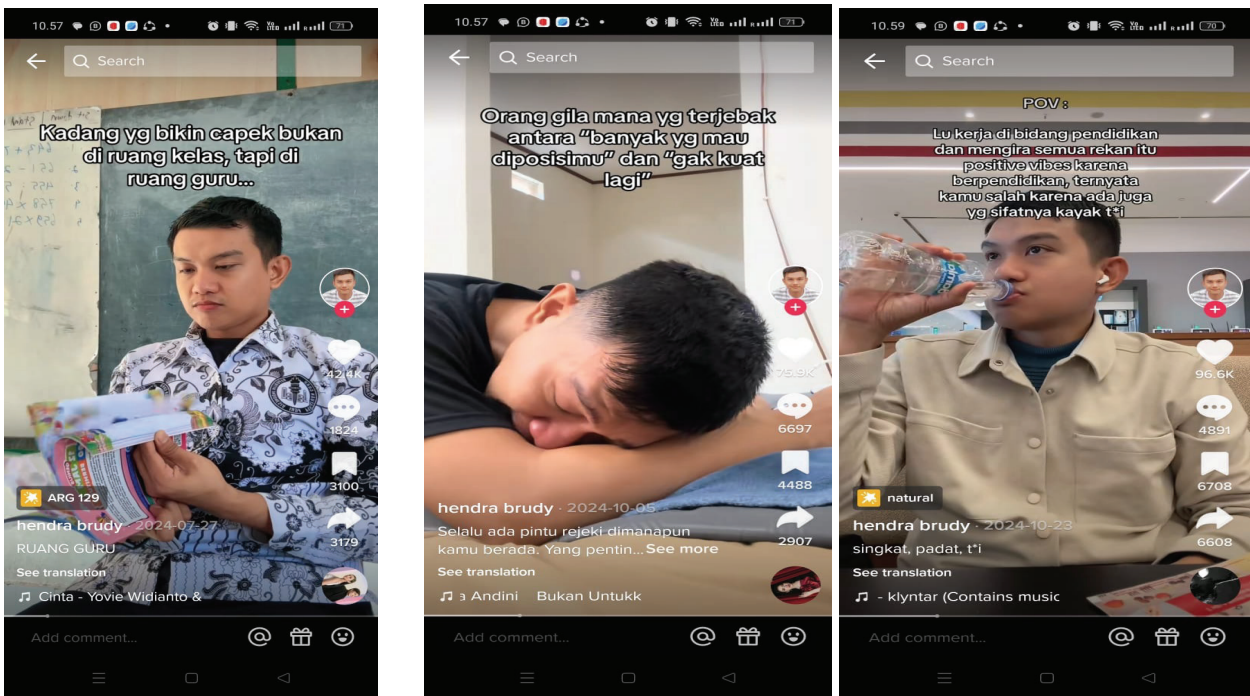 10.57
71
Search
Kadang yg bikin capek bukan
di ruang kelas, tapi di
ruang guru...
42.4K
1824
3100
3179
ARG 129
hendra brudy · 2024-07-27
RUANG GURU
See translation
Cinta - Yovie Widianto &
Add comment...
10.57
71
Search
Orang gila mana yg terjebak
antara "banyak yg mau
diposisimu" dan "gak kuat
lagi"
75.9K
6697
4488
2907
hendra brudy · 2024-10-05
Selalu ada pintu rejeki dimanapun
kamu berada. Yang pentin... See more
See translation
Andini Bukan Untukk
Add comment...
10.59
70
Search
POV :
Lu kerja di bidang pendidikan
dan mengira semua rekan itu
positive vibes karena
berpendidikan, ternyata
kamu salah karena ada juga
yg sifatnya kayak t*i
96.6K
4891
6708
6608
natural
hendra brudy · 2024-10-23
singkat, padat, t*i
See translation
- klyntar (Contains music
Add comment...